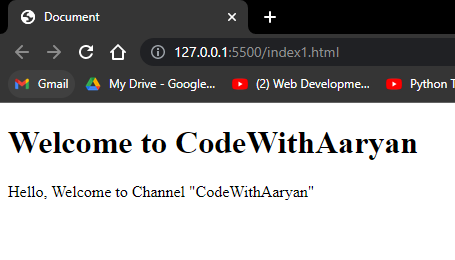 Document
127.0.0.1:5500/index1.html
Gmail My Drive - Google... (2) Web Developme... Python T
Welcome to CodeWithAaryan
Hello, Welcome to Channel "CodeWithAaryan"